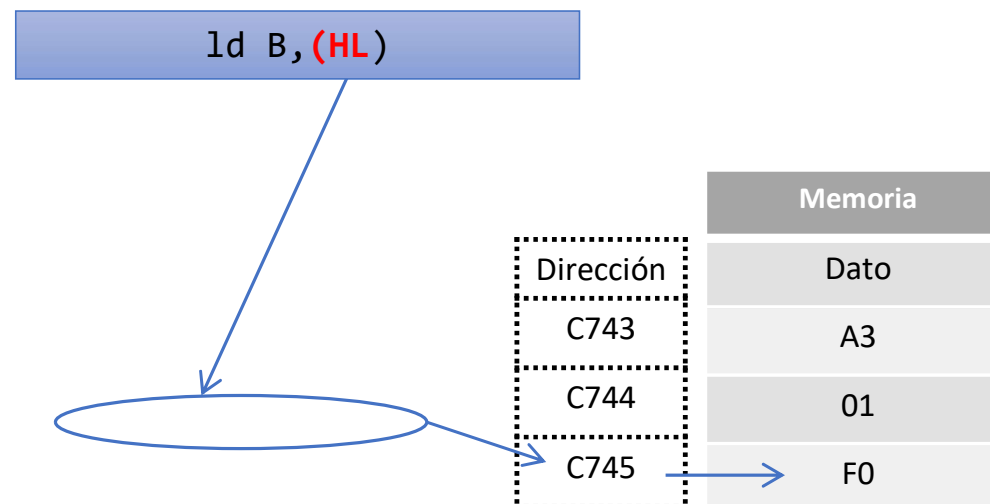 ld B,(HL)
Memoria
Dirección Dato
C743 A3
C744 01
C745 F0